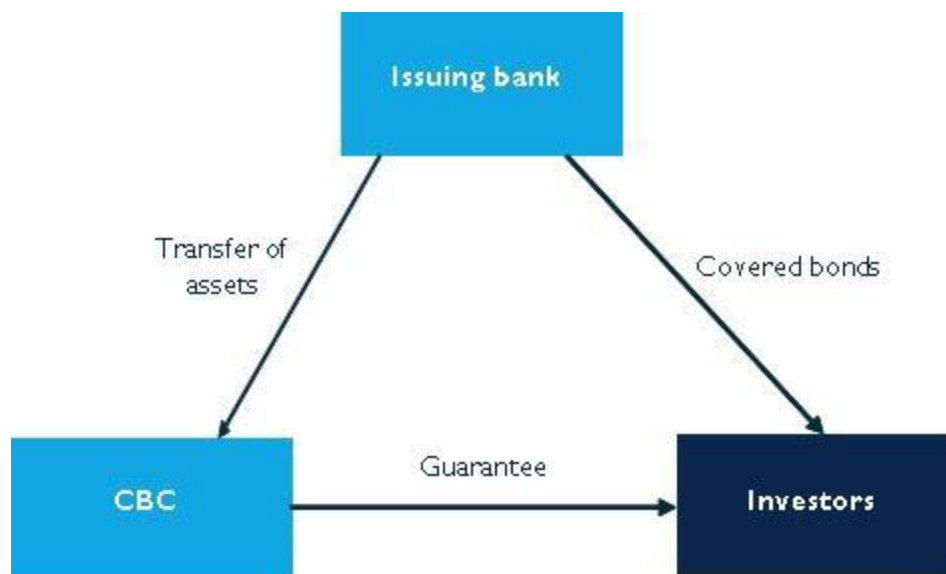 Issuing bank
Transfer of
assets
Covered bonds
Guarantee
CBC
Investors